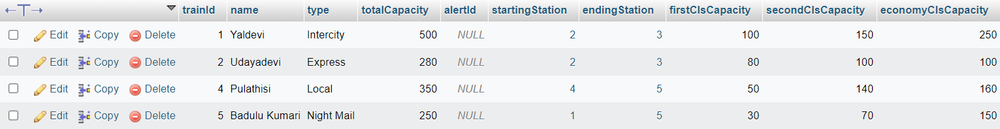 trainId name type totalCapacity alertId startingStation endingStation firstClsCapacity secondClsCapacity economyClsCapacity
Edit Copy Delete 1 Yaldevi Intercity 500 NULL 2 3 100 150 250
Edit Copy Delete 2 Udayadevi Express 280 NULL 2 3 80 100 100
Edit Copy Delete 4 Pulathisi Local 350 NULL 4 5 50 140 160
Edit Copy Delete 5 Badulu Kumari Night Mail 250 NULL 1 5 30 70 150